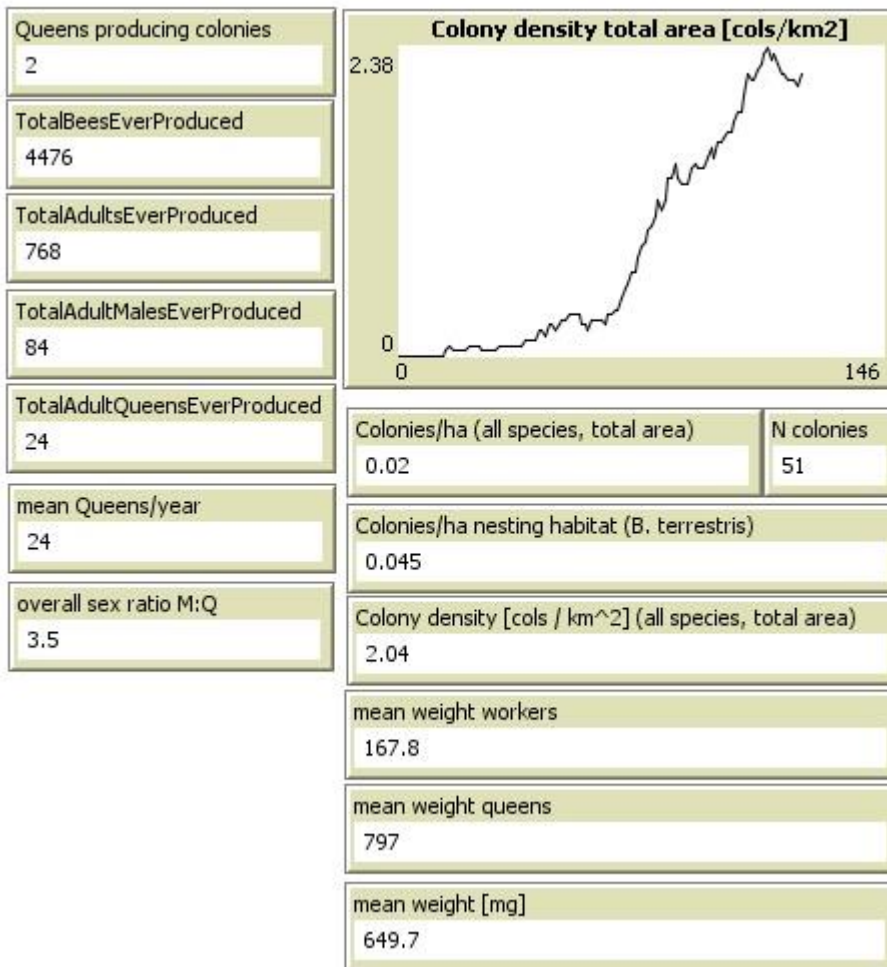 Queens producing colonies
2
TotalBeesEverProduced
4476
TotalAdultsEverProduced
768
TotalAdultMalesEverProduced
84
TotalAdultQueensEverProduced
24
mean Queens/year
24
overall sex ratio M:Q
3.5
Colony density total area [cols/km2]
2.38
0
0 146
Colonies/ha (all species, total area)
0.02
N colonies
51
Colonies/ha nesting habitat (B. terrestris)
0.045
Colony density [cols / km^2] (all species, total area)
2.04
mean weight workers
167.8
mean weight queens
797
mean weight [mg]
649.7